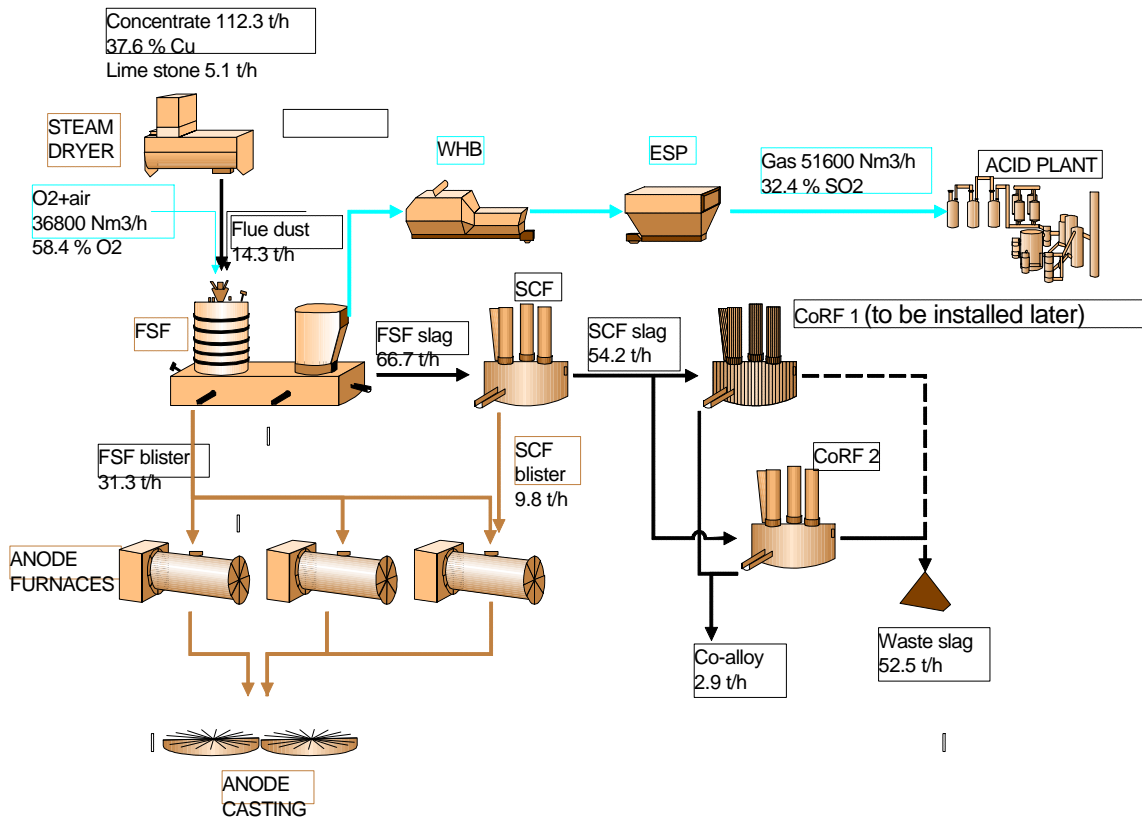 Concentrate 112.3 t/h
37.6 % Cu
Lime stone 5.1 t/h
STEAM
DRYER
WHB
ESP
Gas 51600 Nm3/h
32.4 % SO2
ACID PLANT
O2+air
36800 Nm3/h
58.4 % O2
Flue dust
14.3 t/h
FSF
FSF slag
66.7 t/h
SCF
SCF slag
54.2 t/h
CoRF 1 (to be installed later)
FSF blister
31.3 t/h
SCF
blister
9.8 t/h
CoRF 2
ANODE
FURNACES
Co-alloy
2.9 t/h
Waste slag
52.5 t/h
ANODE
CASTING